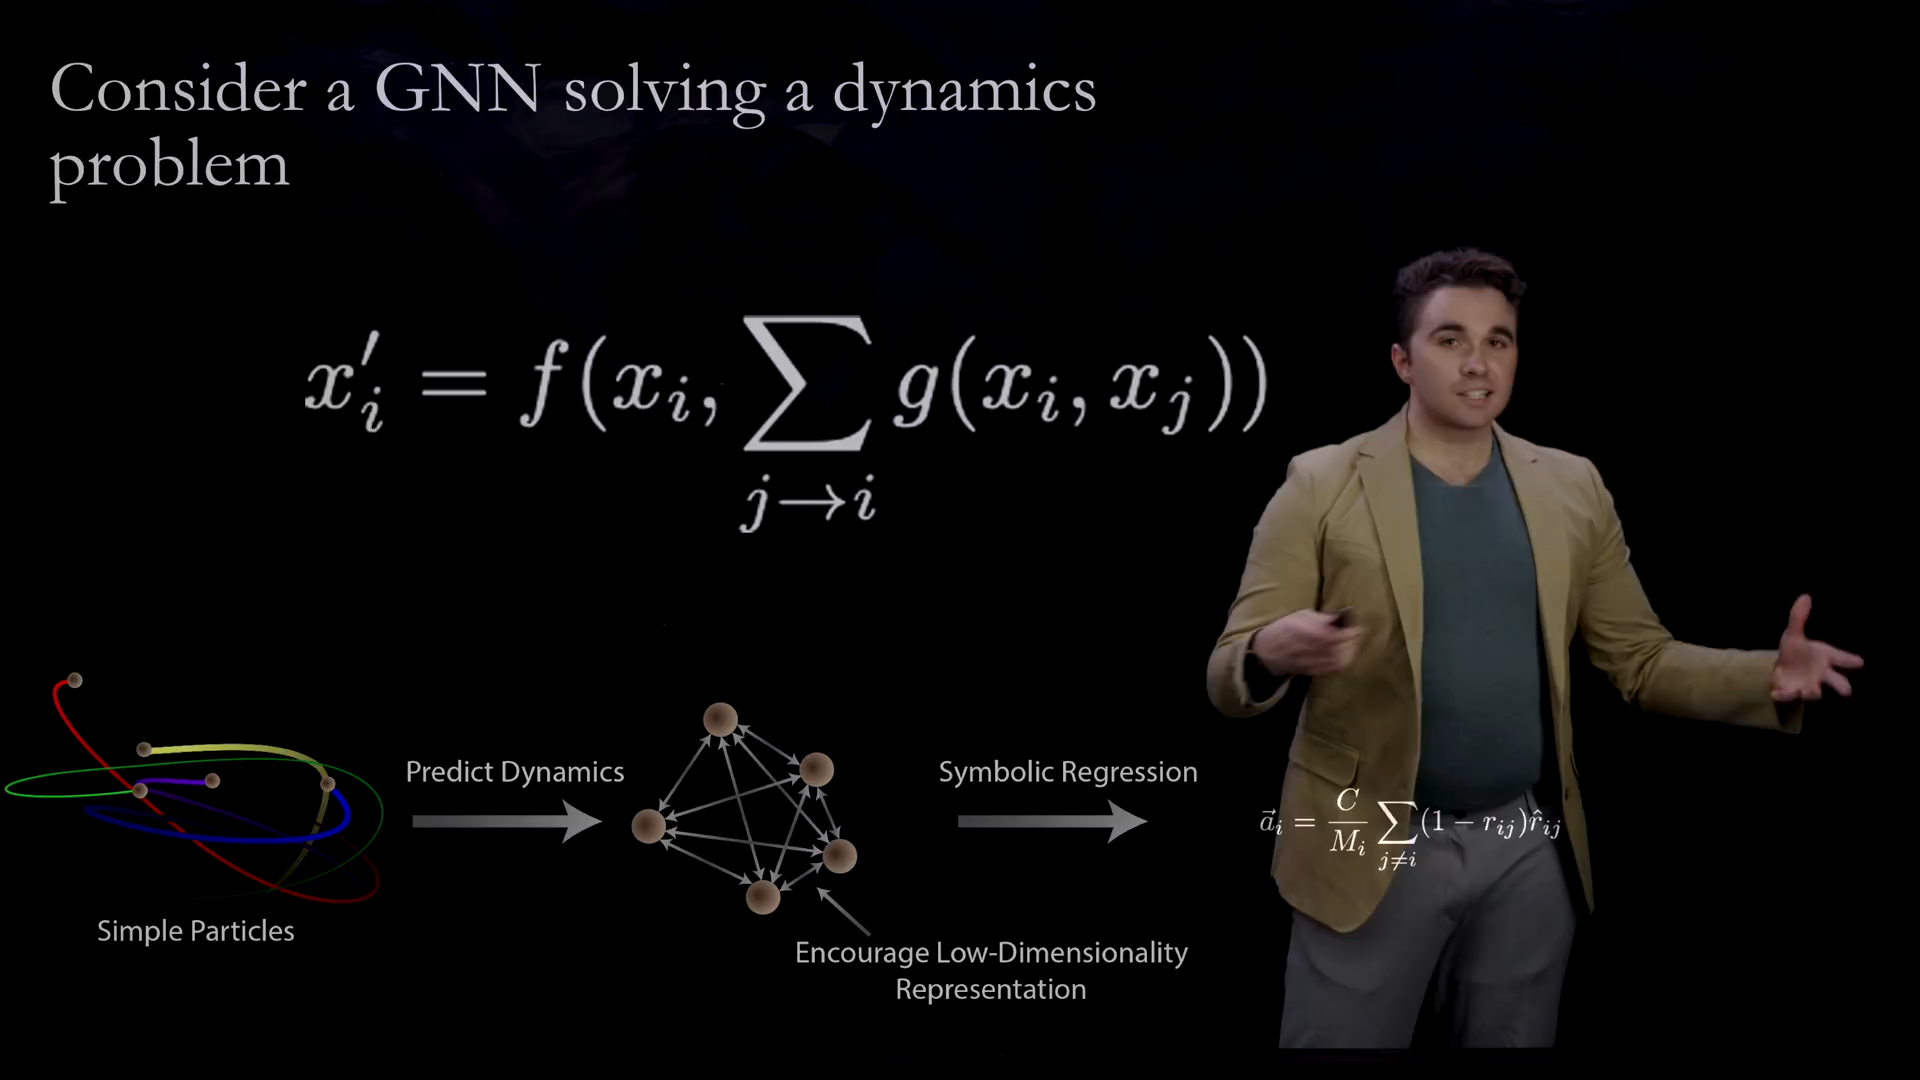 Consider a GNN solving a dynamics
problem
x′ᵢ = f(xᵢ, ∑ g(xᵢ, xⱼ))
j→i
Predict Dynamics
Symbolic Regression
a⃗ᵢ = C/Mᵢ ∑ (1 − rᵢⱼ)r̂ᵢⱼ
j≠i
Simple Particles
Encourage Low-Dimensionality
Representation